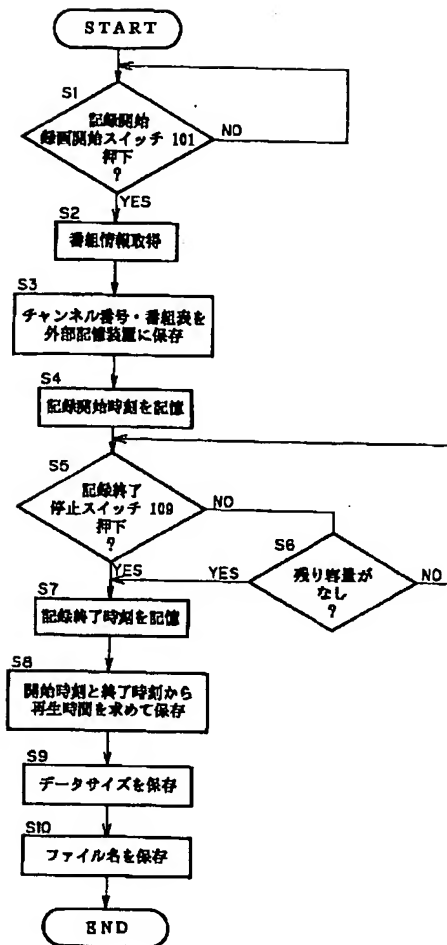 START
S1
記録開始
録画開始スイッチ 101
押下
?
NO
YES
S2
番組情報取得
S3
チャンネル番号・番組表を
外部記憶装置に保存
S4
記録開始時刻を記憶
S5
記録終了
停止スイッチ 109
押下
?
NO
YES
S6
残り容量が
なし
?
YES
NO
S7
記録終了時刻を記憶
S8
開始時刻と終了時刻から
再生時間を求めて保存
S9
データサイズを保存
S10
ファイル名を保存
END